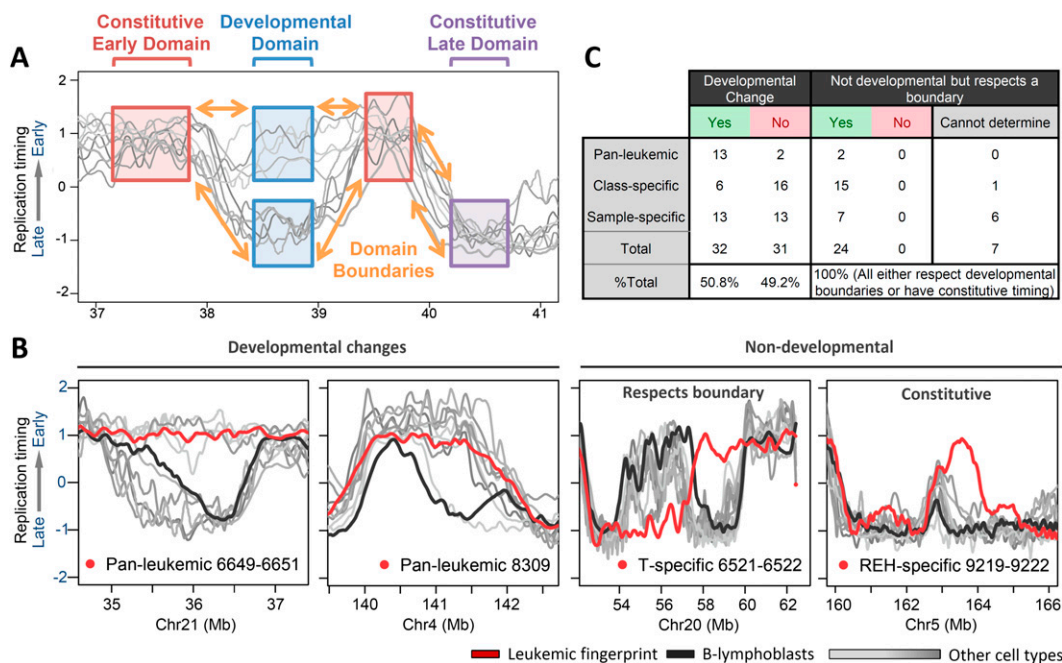 A
Constitutive
Early Domain
Developmental
Domain
Constitutive
Late Domain
Replication timing
Late
Early
2
1
0
-1
-2
Domain
Boundaries
37
38
39
40
41
C
Developmental
Change
Not developmental but respects a
boundary
Yes
No
Yes
No
Cannot determine
Pan-leukemic
13
2
2
0
0
Class-specific
6
16
15
0
1
Sample-specific
13
13
7
0
6
Total
32
31
24
0
7
%Total
50.8%
49.2%
100% (All either respect developmental
boundaries or have constitutive timing)
B
Developmental changes
Non-developmental
Replication timing
Late
Early
2
1
0
-1
-2
Pan-leukemic 6649-6651
35
36
37
Chr21 (Mb)
Pan-leukemic 8309
140
141
142
Chr4 (Mb)
Respects boundary
T-specific 6521-6522
54
56
58
60
62
Chr20 (Mb)
Constitutive
REH-specific 9219-9222
160
162
164
166
Chr5 (Mb)
Leukemic fingerprint
B-lymphoblasts
Other cell types